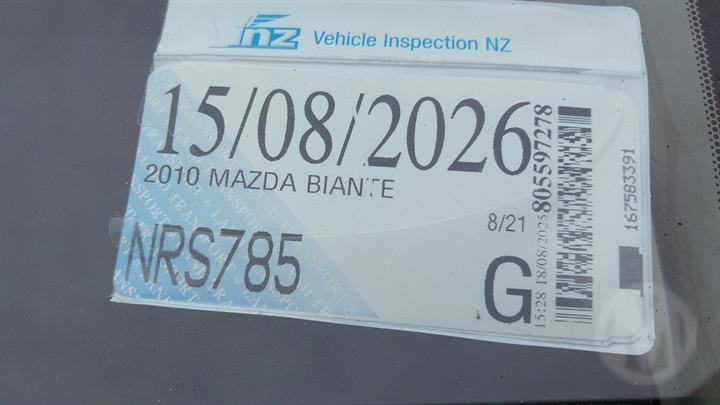 nz Vehicle Inspection NZ
15/08/2026
2010 MAZDA BIANTE
8/21
NRS785
G
15:28 18/08/2025
805597278
167583391